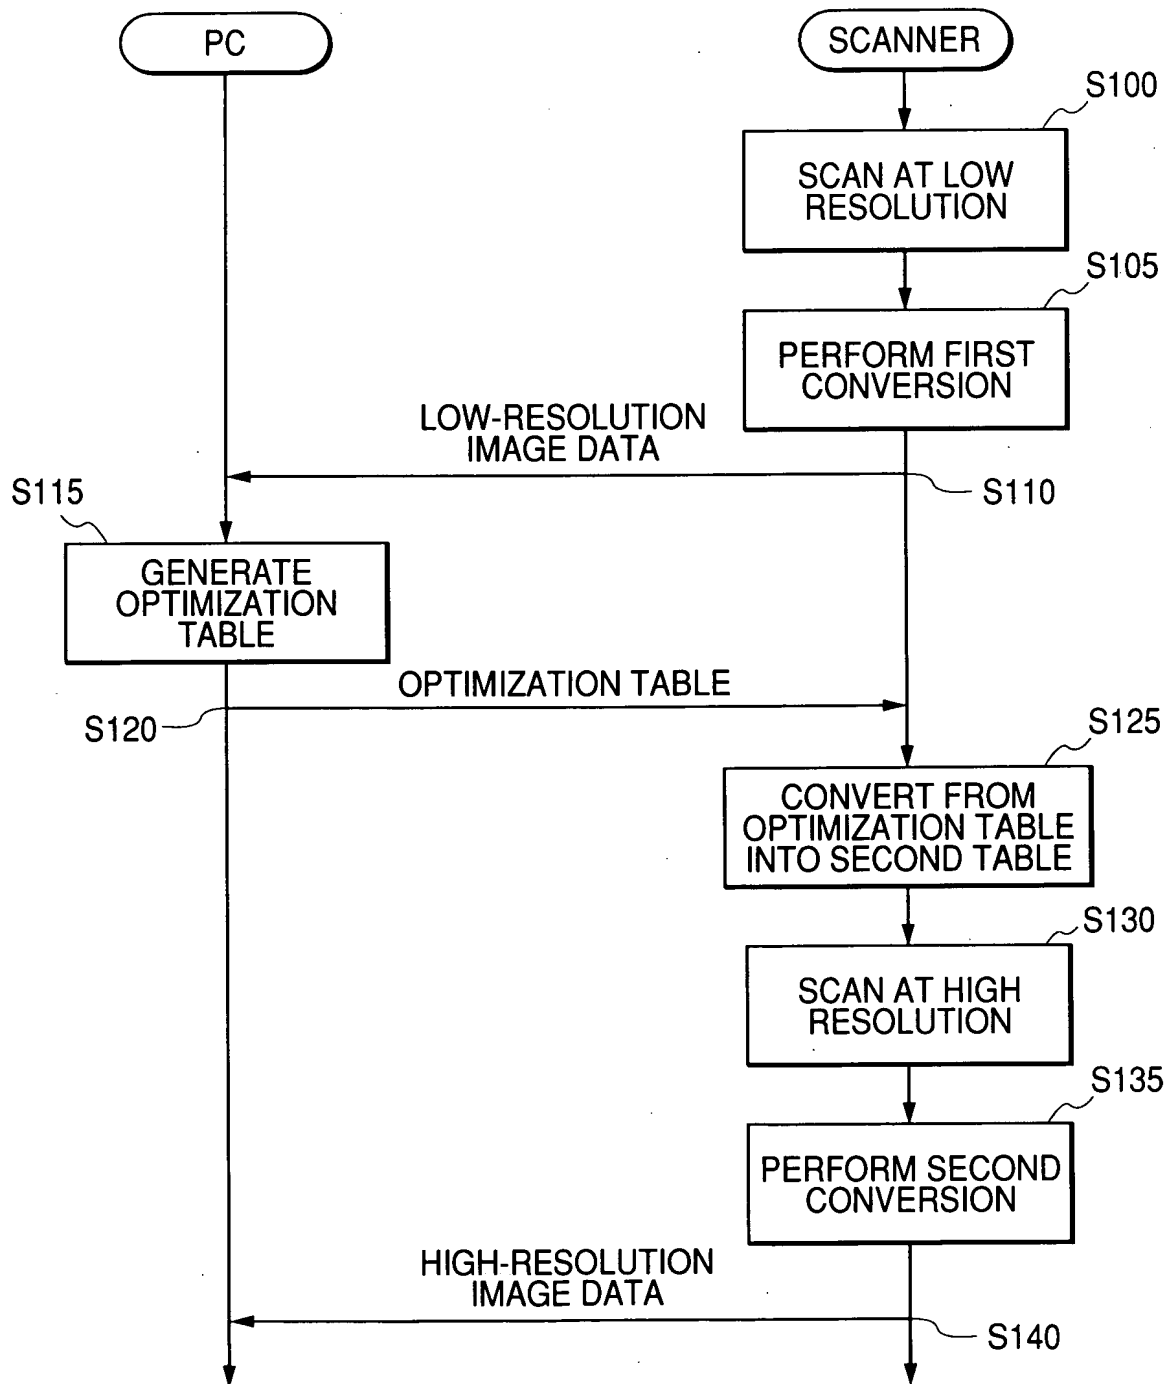 PC
SCANNER
S100
SCAN AT LOW
RESOLUTION
S105
PERFORM FIRST
CONVERSION
LOW-RESOLUTION
IMAGE DATA
S110
S115
GENERATE
OPTIMIZATION
TABLE
OPTIMIZATION TABLE
S120
S125
CONVERT FROM
OPTIMIZATION TABLE
INTO SECOND TABLE
S130
SCAN AT HIGH
RESOLUTION
S135
PERFORM SECOND
CONVERSION
HIGH-RESOLUTION
IMAGE DATA
S140